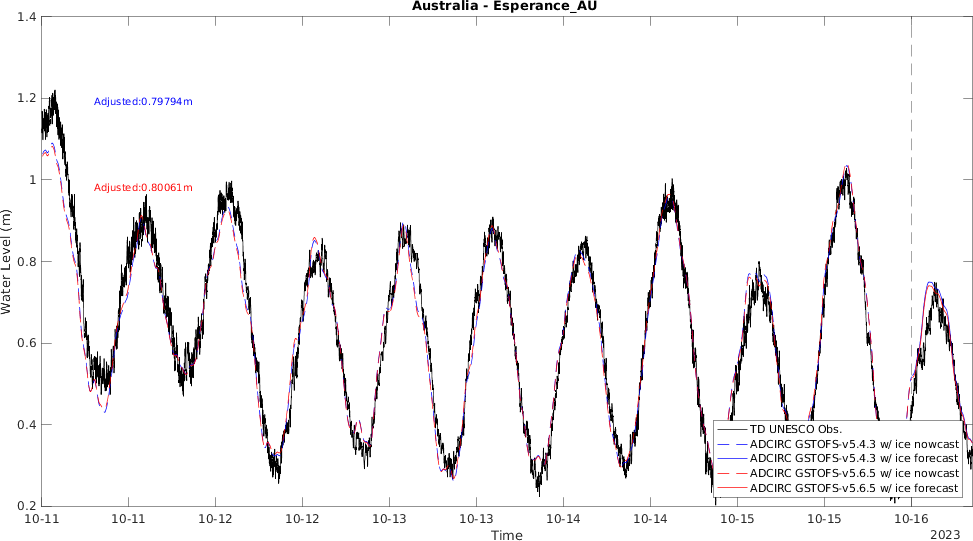 Australia - Esperance_AU
1.4
1.2
1
0.8
0.6
0.4
0.2
Water Level (m)
Adjusted:0.79794m
Adjusted:0.80061m
TD UNESCO Obs.
ADCIRC GSTOFS-v5.4.3 w/ ice nowcast
ADCIRC GSTOFS-v5.4.3 w/ ice forecast
ADCIRC GSTOFS-v5.6.5 w/ ice nowcast
ADCIRC GSTOFS-v5.6.5 w/ ice forecast
10-11 10-11 10-12 10-12 10-13 10-13 10-14 10-14 10-15 10-15 10-16
Time
2023